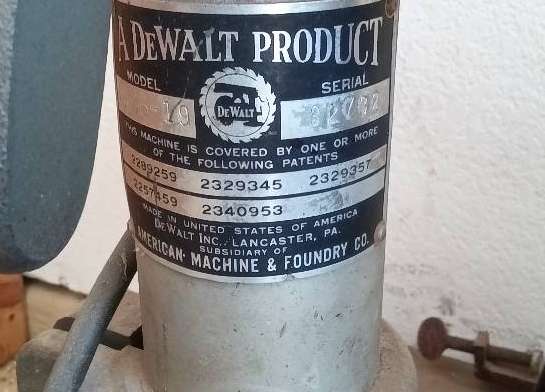 A DEWALT PRODUCT
MODEL
SERIAL
DEWALT
THIS MACHINE IS COVERED BY ONE OR MORE
OF THE FOLLOWING PATENTS
2289259 2329345 2329357
2257459 2340953
MADE IN UNITED STATES OF AMERICA
DEWALT INC., LANCASTER, PA.
SUBSIDIARY OF
AMERICAN MACHINE & FOUNDRY CO.